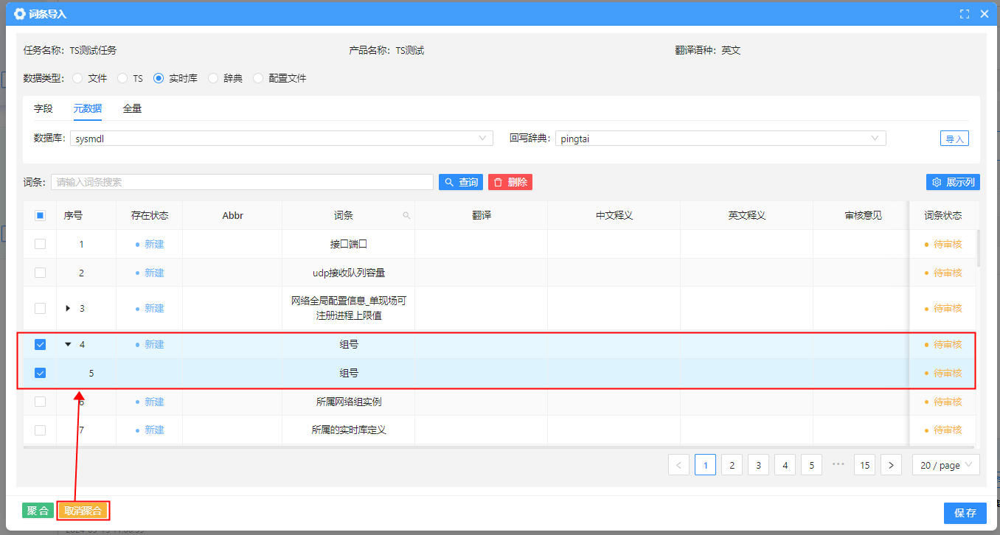 词条导入
任务名称: TS测试任务 产品名称: TS测试 翻译语种: 英文
数据类型: 文件 TS 实时库 辞典 配置文件
字段 元数据 全量
数据库: sysmdl 回写辞典: pingtai 导入
词条: 请输入词条搜索 查询 删除 展示列
序号 存在状态 Abbr 词条 翻译 中文释义 英文释义 审核意见 词条状态
1 新建 接口端口 待审核
2 新建 udp接收队列容量 待审核
3 新建 网络全局配置信息_单现场可 待审核
注册进程上限值
4 新建 组号 待审核
5 组号 待审核
6 新建 所属网络组实例 待审核
7 新建 所属的实时库定义 待审核
< 1 2 3 4 5 ••• 15 > 20 / page
聚合 取消聚合 保存